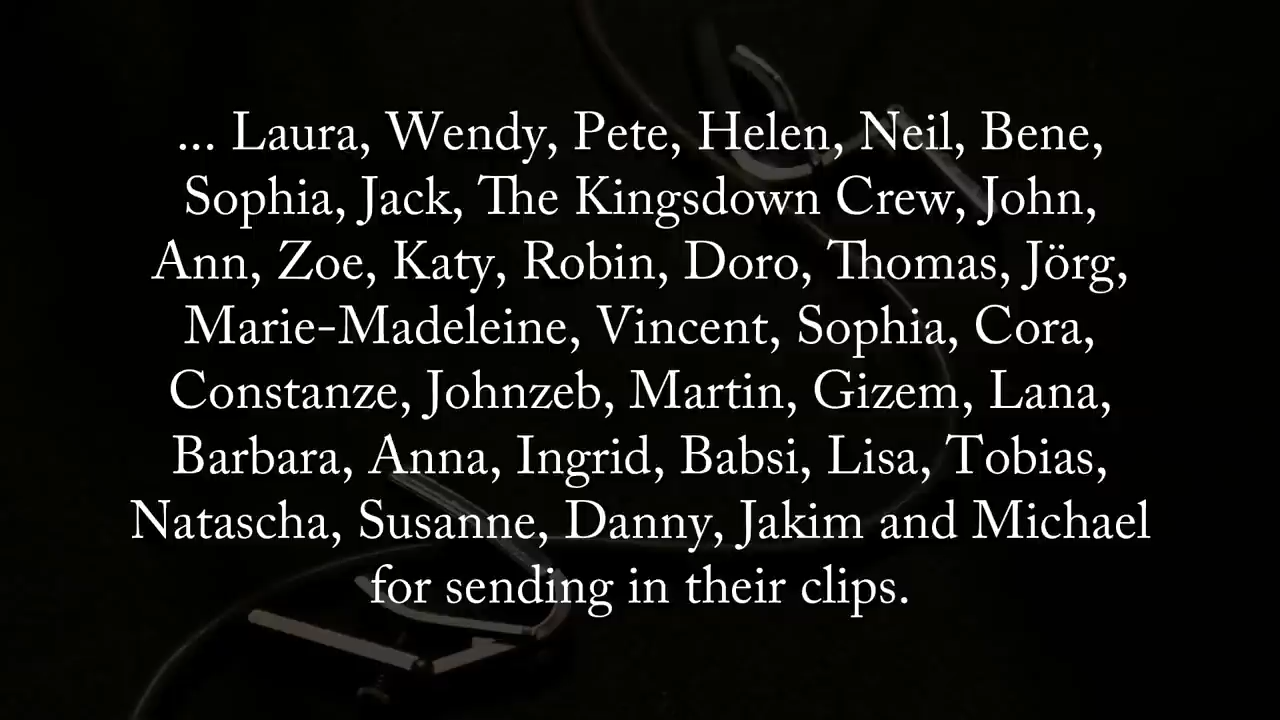 ... Laura, Wendy, Pete, Helen, Neil, Bene,
Sophia, Jack, The Kingsdown Crew, John,
Ann, Zoe, Katy, Robin, Doro, Thomas, Jörg,
Marie-Madeleine, Vincent, Sophia, Cora,
Constanze, Johnzeb, Martin, Gizem, Lana,
Barbara, Anna, Ingrid, Babsi, Lisa, Tobias,
Natascha, Susanne, Danny, Jakim and Michael
for sending in their clips.